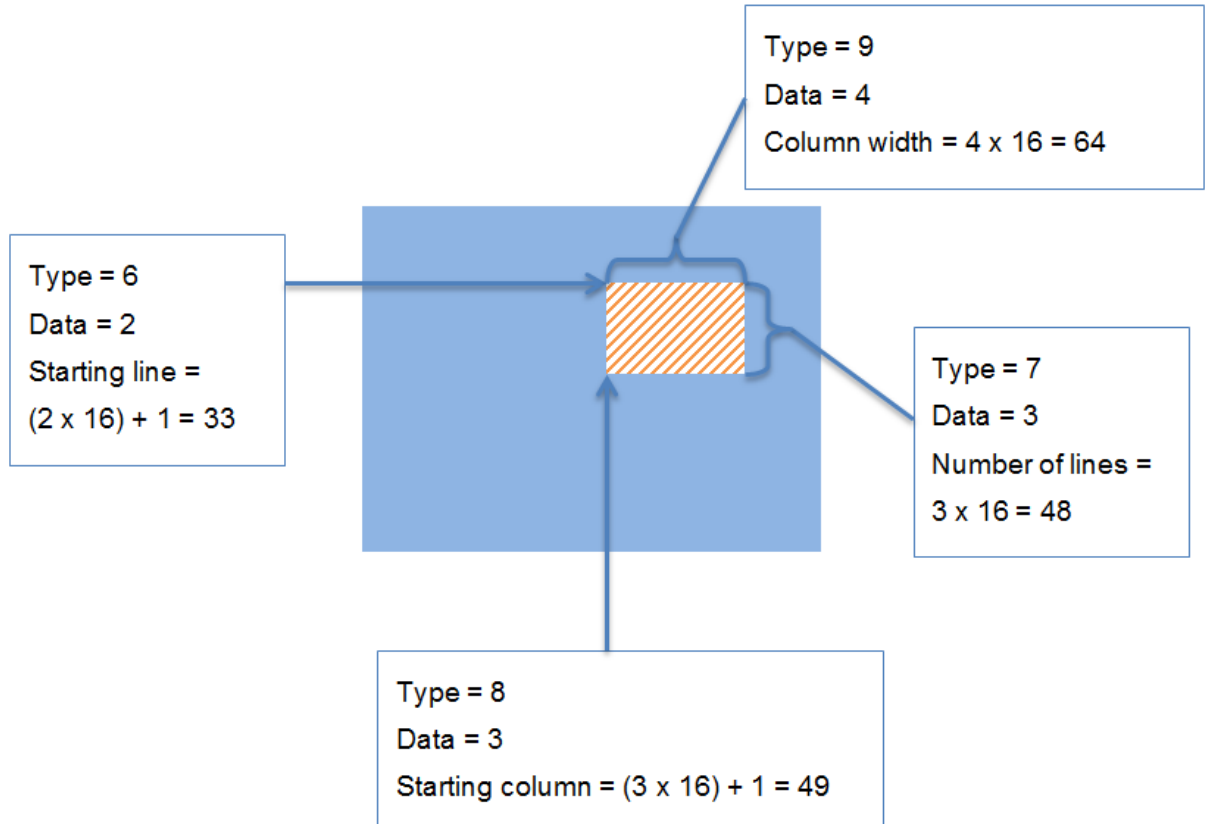 Type = 9
Data = 4
Column width = 4 x 16 = 64
Type = 6
Data = 2
Starting line =
(2 x 16) + 1 = 33
Type = 7
Data = 3
Number of lines =
3 x 16 = 48
Type = 8
Data = 3
Starting column = (3 x 16) + 1 = 49